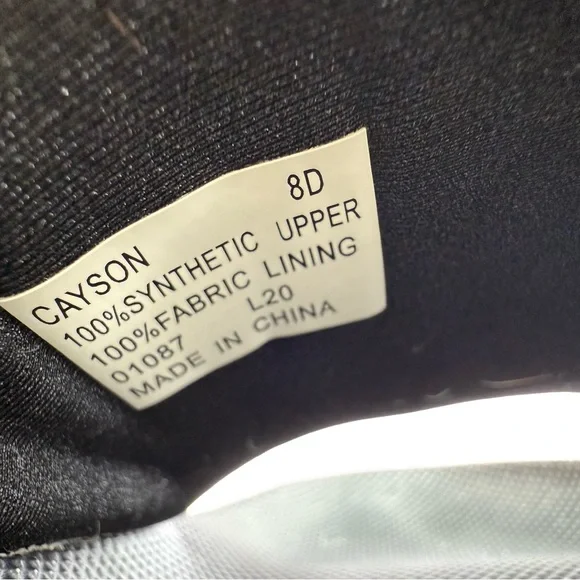 CAYSON 8D
100%SYNTHETIC UPPER
100%FABRIC LINING
01087 L20
MADE IN CHINA